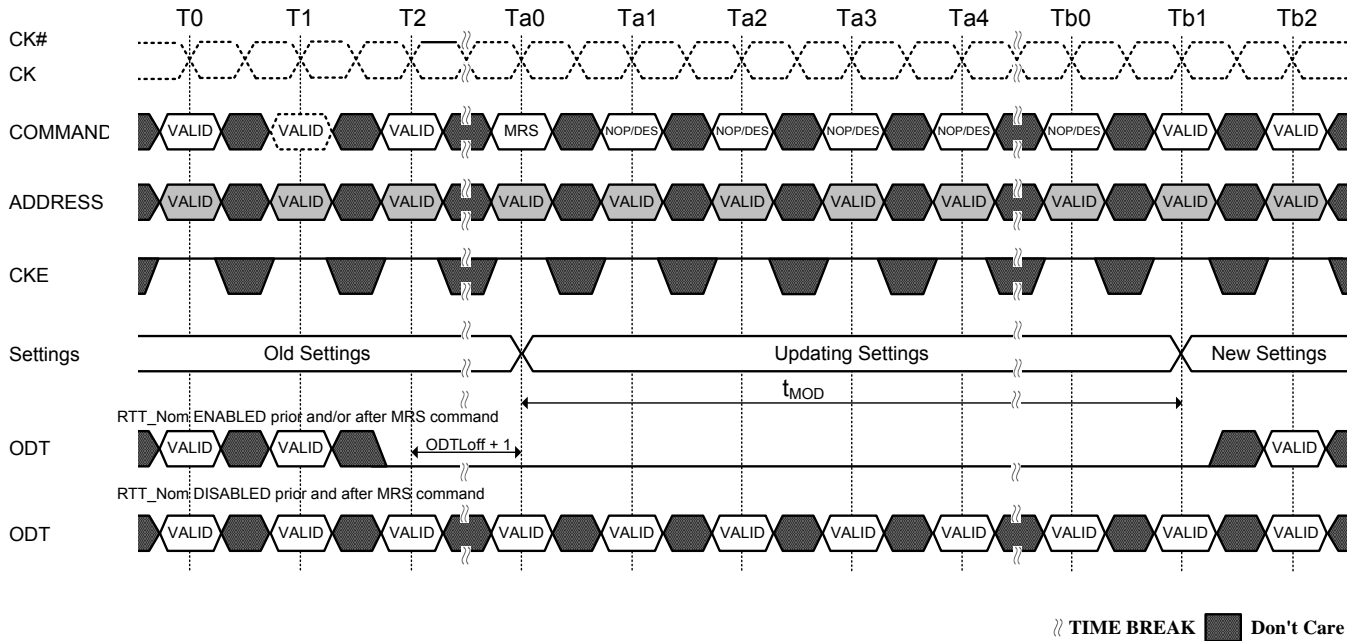 T0 T1 T2 Ta0 Ta1 Ta2 Ta3 Ta4 Tb0 Tb1 Tb2
CK#
CK
COMMAND VALID VALID VALID MRS NOP/DES NOP/DES NOP/DES NOP/DES NOP/DES VALID VALID
ADDRESS VALID VALID VALID VALID VALID VALID VALID VALID VALID VALID VALID
CKE
Settings Old Settings Updating Settings New Settings
tMOD
RTT_Nom ENABLED prior and/or after MRS command
ODT VALID VALID ODTLoff + 1 VALID
RTT_Nom DISABLED prior and after MRS command
ODT VALID VALID VALID VALID VALID VALID VALID VALID VALID VALID VALID
TIME BREAK Don't Care